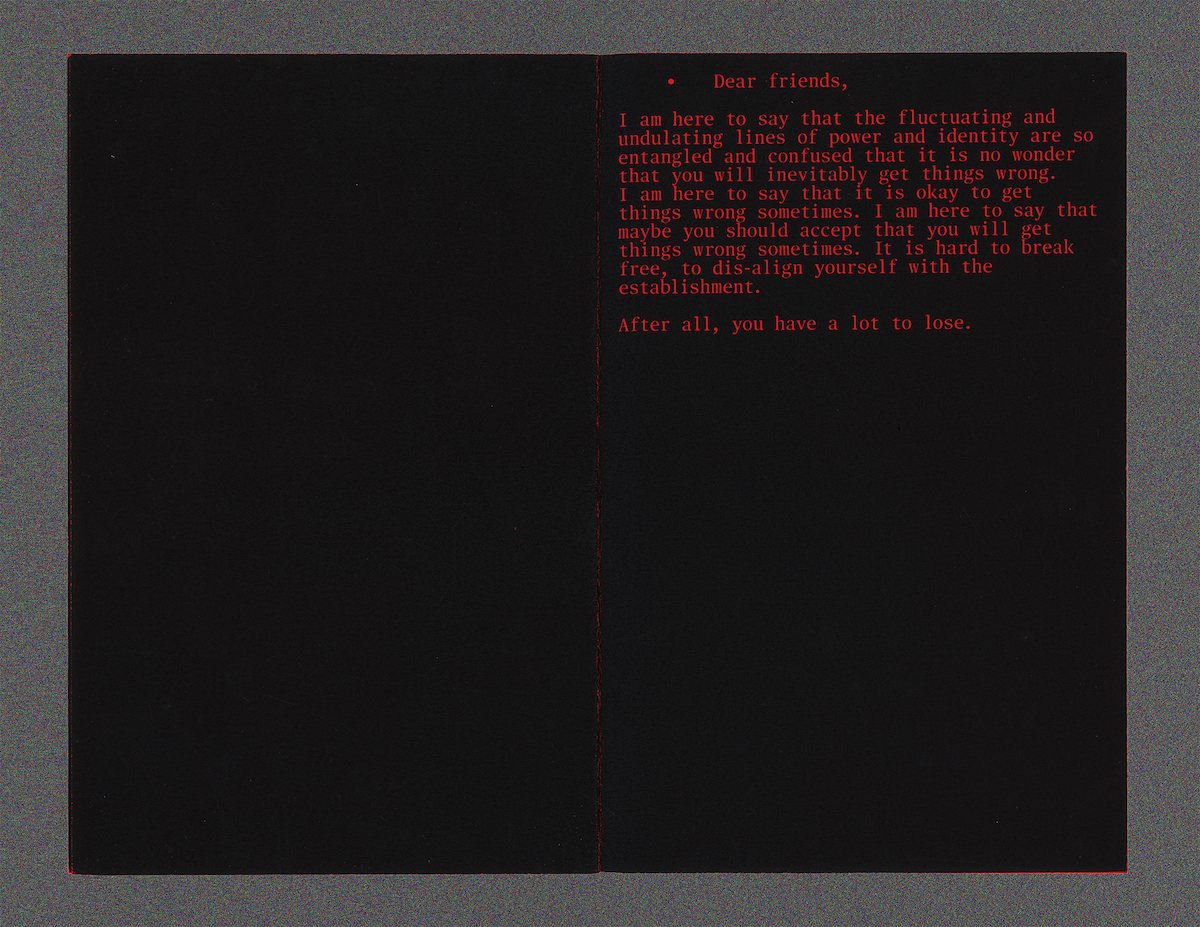 • Dear friends,
I am here to say that the fluctuating and
undulating lines of power and identity are so
entangled and confused that it is no wonder
that you will inevitably get things wrong.
I am here to say that it is okay to get
things wrong sometimes. I am here to say that
maybe you should accept that you will get
things wrong sometimes. It is hard to break
free, to dis-align yourself with the
establishment.
After all, you have a lot to lose.